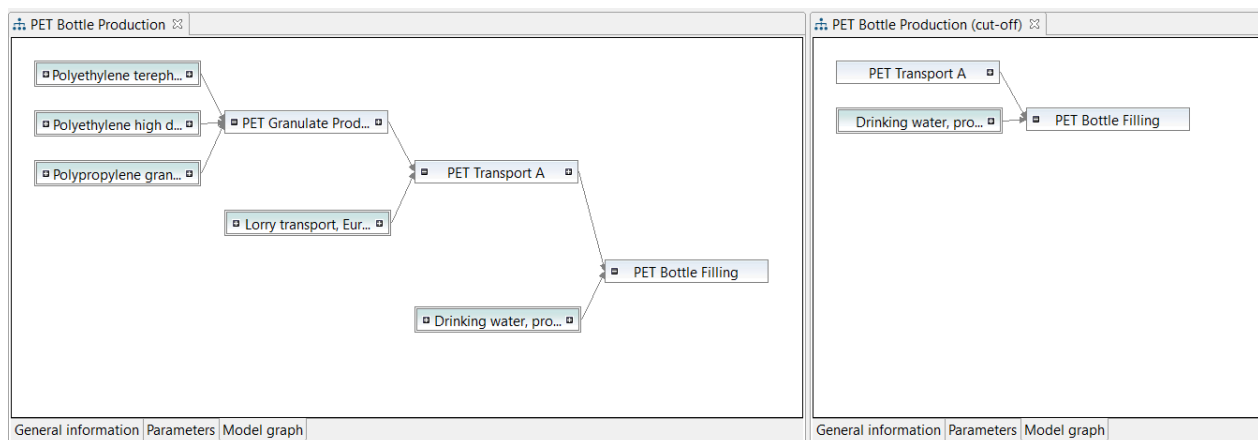 PET Bottle Production
Polyethylene tereph...
Polyethylene high d...
Polypropylene gran...
PET Granulate Prod...
Lorry transport, Eur...
PET Transport A
Drinking water, pro...
PET Bottle Filling
General information Parameters Model graph
PET Bottle Production (cut-off)
PET Transport A
Drinking water, pro...
PET Bottle Filling
General information Parameters Model graph